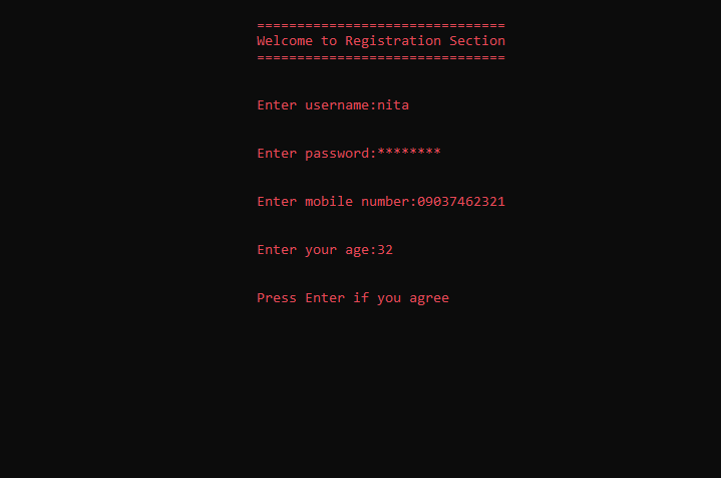 ===============================
Welcome to Registration Section
===============================
Enter username:nita
Enter password:********
Enter mobile number:09037462321
Enter your age:32
Press Enter if you agree